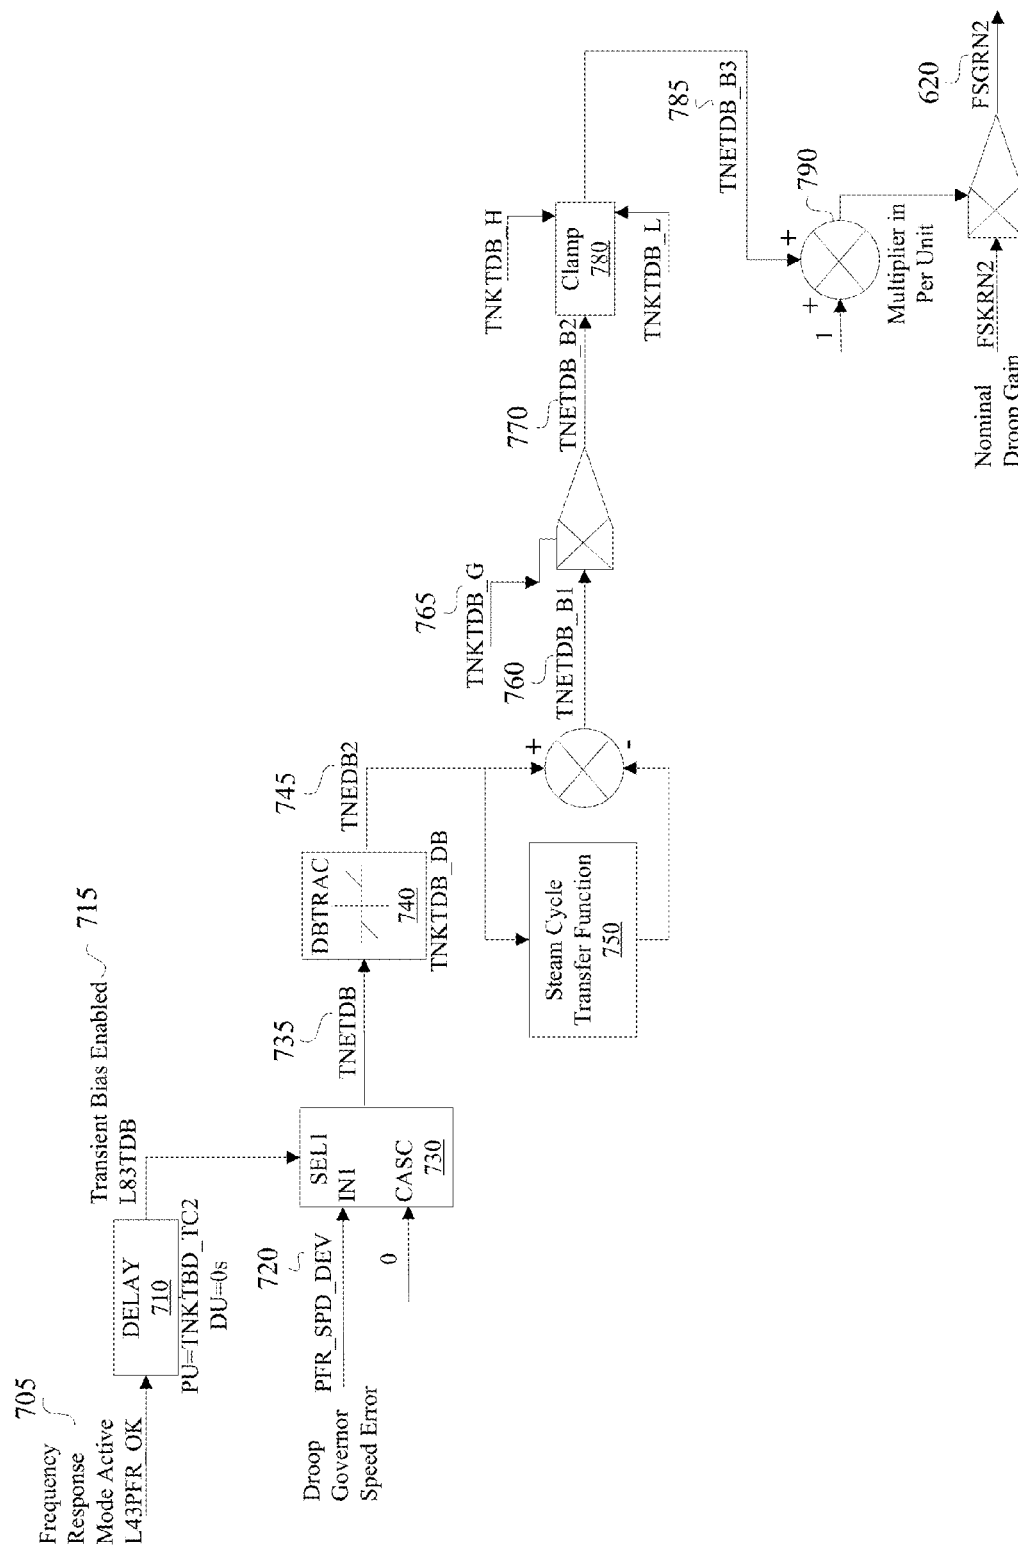 Frequency
Response
Mode Active
L43PFR_OK
705
DELAY
710
PU=TNKTBD_TC2
DU=0s
Transient Bias Enabled
L83TDB
715
Droop
Governor
Speed Error
PFR_SPD_DEV
720
0
SEL1
IN1
CASC
730
TNETDB
735
DBTRAC
740
TNKTDB_DB
TNEDB2
745
Steam Cycle
Transfer Function
750
+
-
TNETDB_B1
760
TNKTDB_G
765
TNETDB_B2
770
TNKTDB_H
Clamp
780
TNKTDB_L
TNETDB_B3
785
1
+
+
790
Multiplier in
Per Unit
Nominal
Droop Gain
FSKRN2
FSGRN2
620